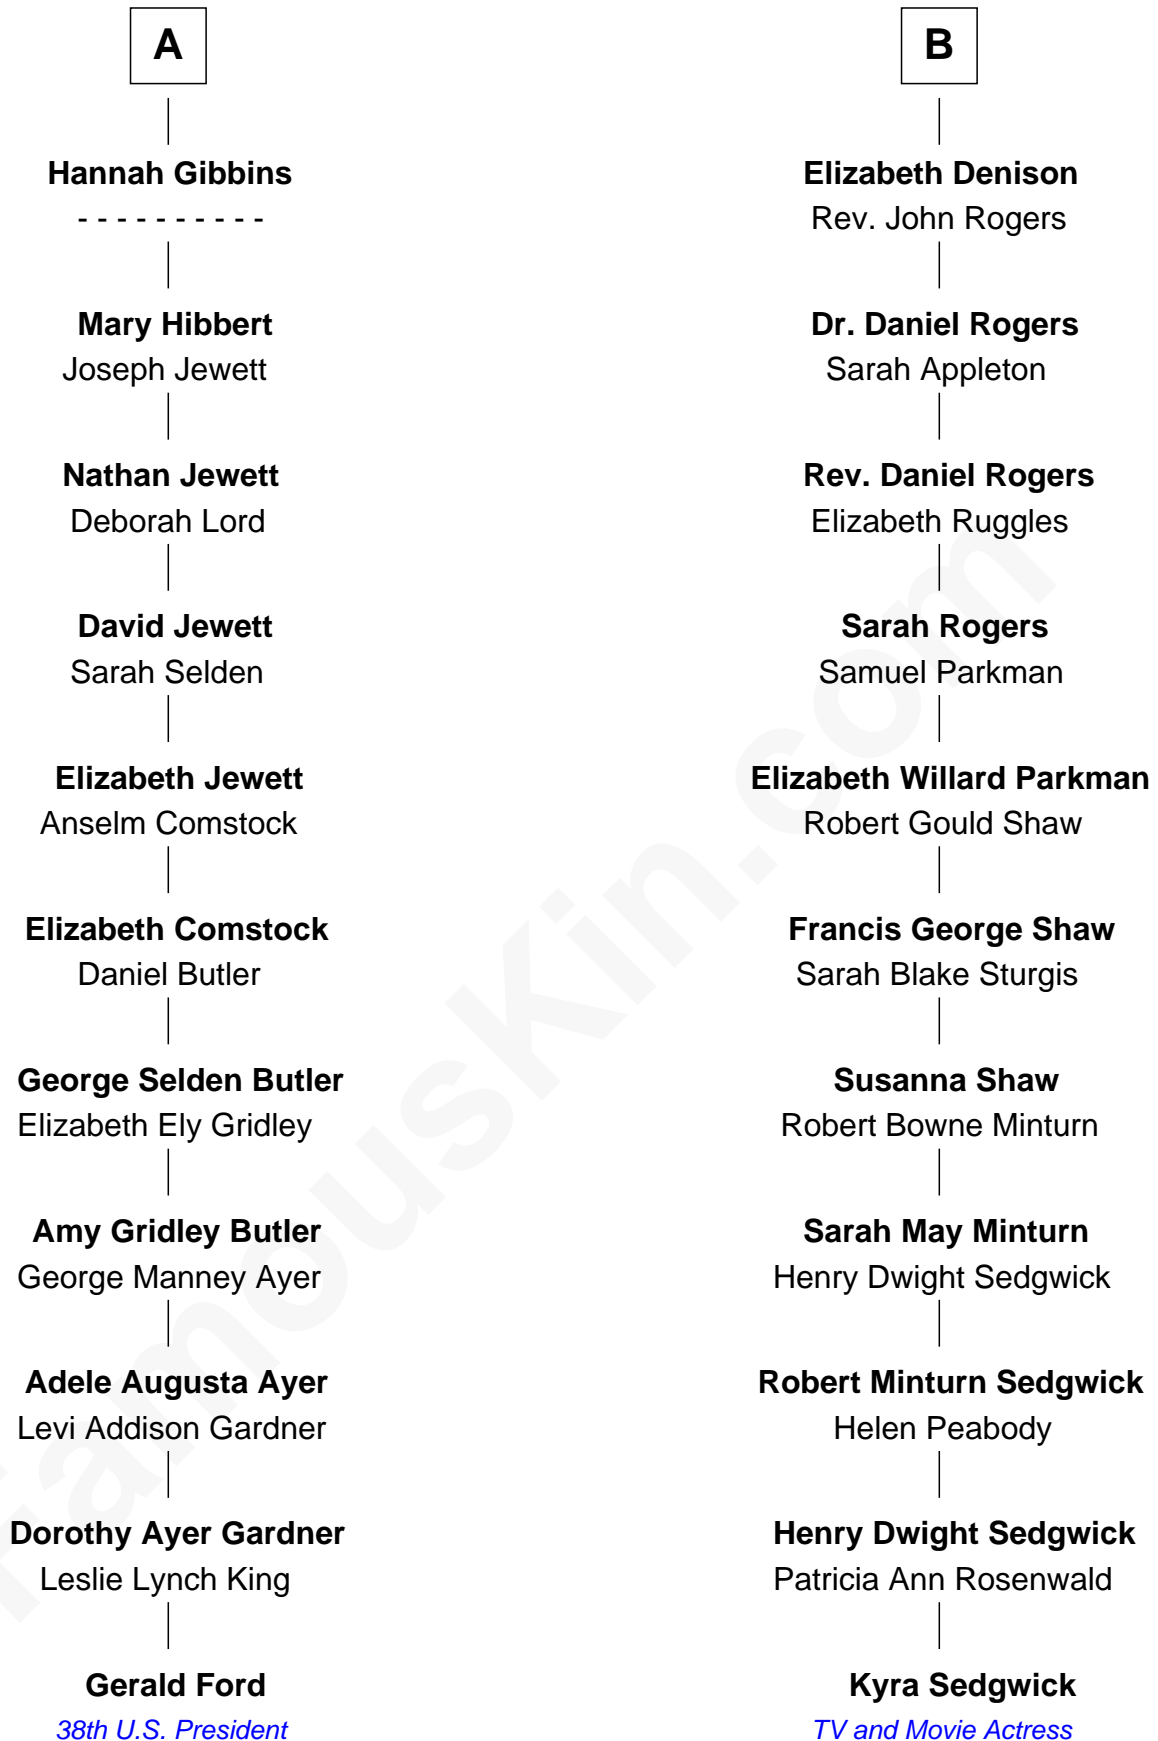 A
Hannah Gibbins
- - - - - - - - - -
Mary Hibbert
Joseph Jewett
Nathan Jewett
Deborah Lord
David Jewett
Sarah Selden
Elizabeth Jewett
Anselm Comstock
Elizabeth Comstock
Daniel Butler
George Selden Butler
Elizabeth Ely Gridley
Amy Gridley Butler
George Manney Ayer
Adele Augusta Ayer
Levi Addison Gardner
Dorothy Ayer Gardner
Leslie Lynch King
Gerald Ford
38th U.S. President
B
Elizabeth Denison
Rev. John Rogers
Dr. Daniel Rogers
Sarah Appleton
Rev. Daniel Rogers
Elizabeth Ruggles
Sarah Rogers
Samuel Parkman
Elizabeth Willard Parkman
Robert Gould Shaw
Francis George Shaw
Sarah Blake Sturgis
Susanna Shaw
Robert Bowne Minturn
Sarah May Minturn
Henry Dwight Sedgwick
Robert Minturn Sedgwick
Helen Peabody
Henry Dwight Sedgwick
Patricia Ann Rosenwald
Kyra Sedgwick
TV and Movie Actress
FamousKin.com